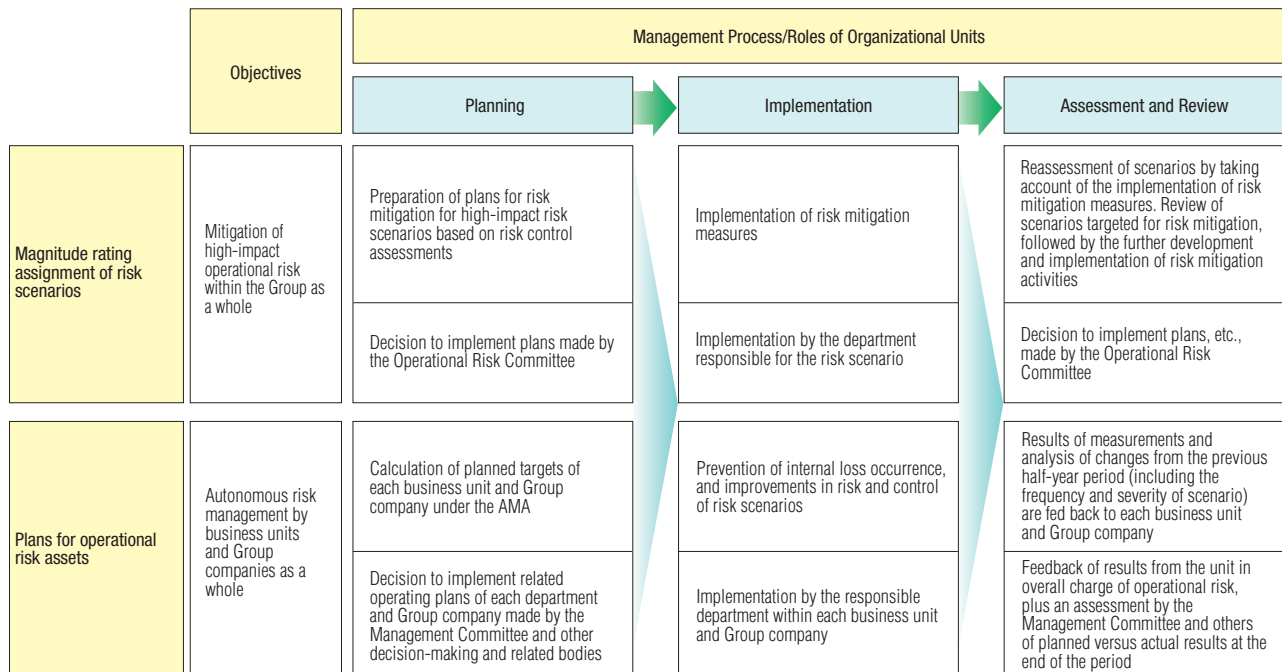 Objectives
Management Process/Roles of Organizational Units
Planning
Implementation
Assessment and Review
Magnitude rating
assignment of risk
scenarios
Mitigation of
high-impact
operational risk
within the Group as
a whole
Preparation of plans for risk
mitigation for high-impact risk
scenarios based on risk control
assessments
Implementation of risk mitigation
measures
Reassessment of scenarios by taking
account of the implementation of risk
mitigation measures. Review of
scenarios targeted for risk mitigation,
followed by the further development
and implementation of risk mitigation
activities
Decision to implement plans made by
the Operational Risk Committee
Implementation by the department
responsible for the risk scenario
Decision to implement plans, etc.,
made by the Operational Risk
Committee
Plans for operational
risk assets
Autonomous risk
management by
business units
and Group
companies as a
whole
Calculation of planned targets of
each business unit and Group
company under the AMA
Prevention of internal loss occurrence,
and improvements in risk and control
of risk scenarios
Results of measurements and
analysis of changes from the previous
half-year period (including the
frequency and severity of scenario)
are fed back to each business unit
and Group company
Decision to implement related
operating plans of each department
and Group company made by the
Management Committee and other
decision-making and related bodies
Implementation by the responsible
department within each business unit
and Group company
Feedback of results from the unit in
overall charge of operational risk,
plus an assessment by the
Management Committee and others
of planned versus actual results at the
end of the period